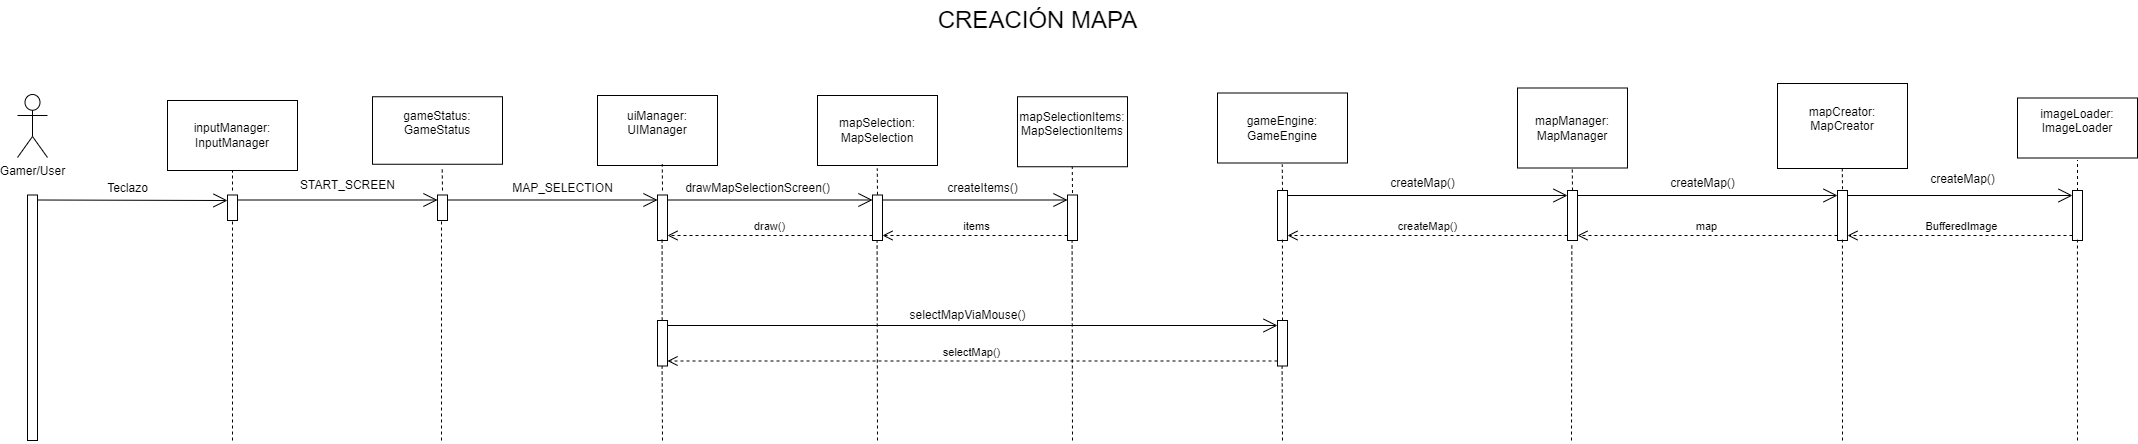 CREACIÓN MAPA
Gamer/User
inputManager:
InputManager
gameStatus:
GameStatus
uiManager:
UIManager
mapSelection:
MapSelection
mapSelectionItems:
MapSelectionItems
gameEngine:
GameEngine
mapManager:
MapManager
mapCreator:
MapCreator
imageLoader:
ImageLoader
Teclazo
START_SCREEN
MAP_SELECTION
drawMapSelectionScreen()
createItems()
createMap()
createMap()
createMap()
draw()
items
createMap()
map
BufferedImage
selectMapViaMouse()
selectMap()